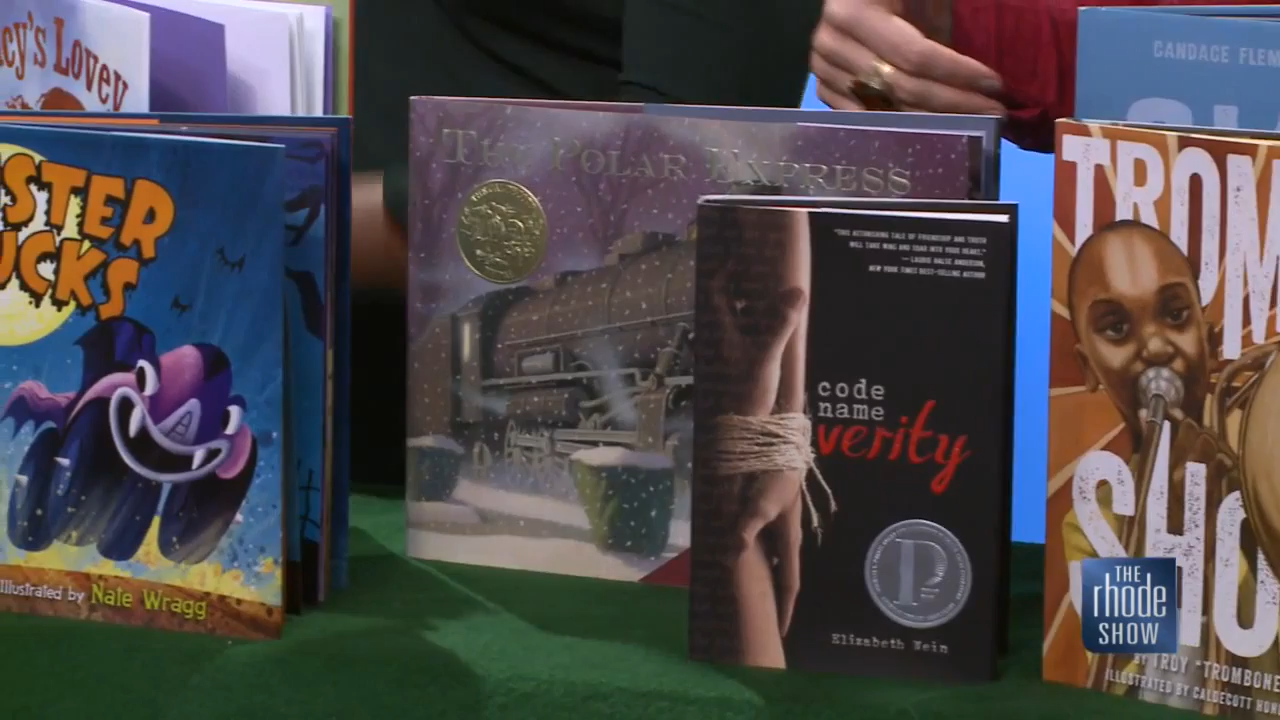 cy's Lovey
STER
UCKS
Illustrated by Nate Wragg
THE POLAR EXPRESS
"THIS ASTONISHING TALE OF FRIENDSHIP AND TRUTH
WILL TAKE WING AND SOAR INTO YOUR HEART."
— LAURIE HALSE ANDERSON,
NEW YORK TIMES BEST-SELLING AUTHOR
code
name
verity
P
Elizabeth Wein
CANDACE FLEM
TROM
SHO
BY TROY "TROMBONE
ILLUSTRATED BY CALDECOTT HON
THE
rhode
SHOW